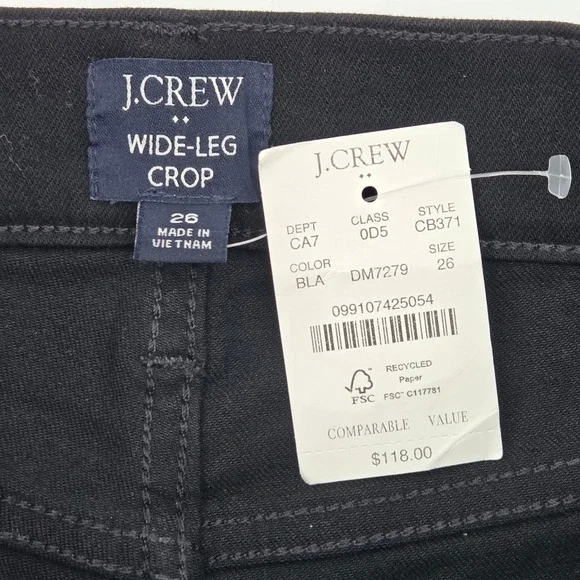 J.CREW
WIDE-LEG
CROP
26
MADE IN
VIETNAM
J.CREW
DEPT CLASS STYLE
CA7 0D5 CB371
COLOR SIZE
BLA DM7279 26
099107425054
RECYCLED
Paper
FSC™ C117781
FSC
COMPARABLE VALUE
$118.00